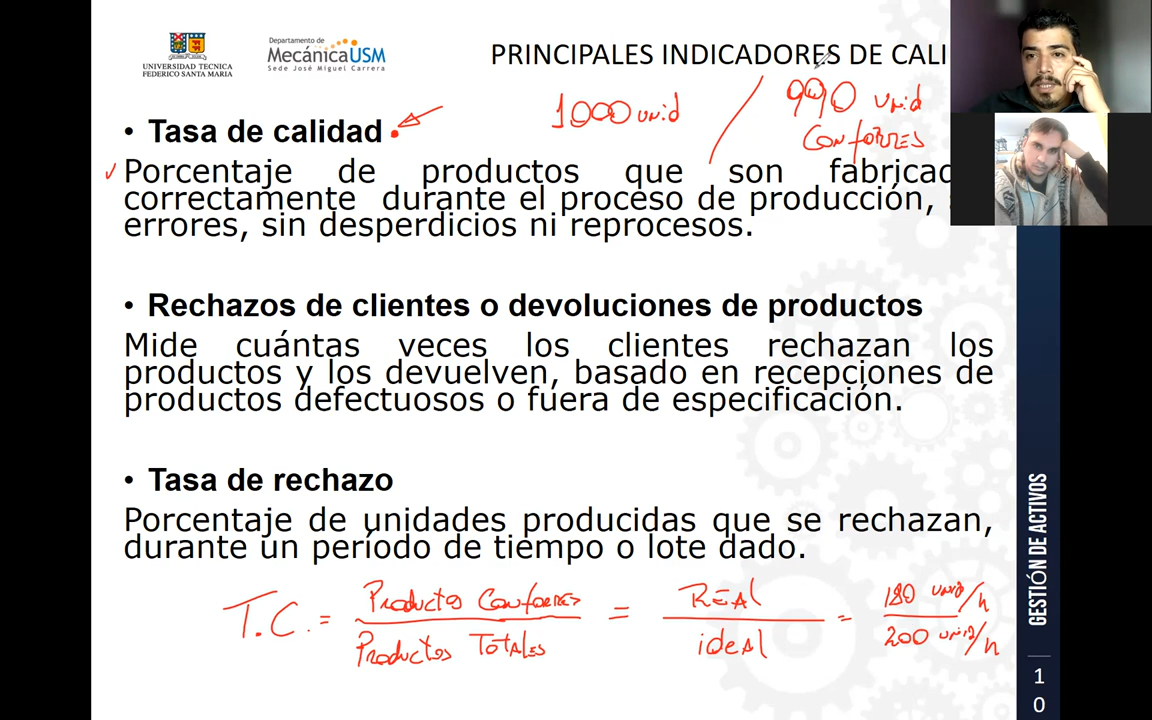 UNIVERSIDAD TECNICA
FEDERICO SANTA MARIA
Departamento de
MecánicaUSM
Sede José Miguel Carrera
PRINCIPALES INDICADORES DE CALI
1000 unid / 990 unid
CONFORMES
• Tasa de calidad
Porcentaje de productos que son fabricad
correctamente durante el proceso de producción,
errores, sin desperdicios ni reprocesos.
• Rechazos de clientes o devoluciones de productos
Mide cuántas veces los clientes rechazan los
productos y los devuelven, basado en recepciones de
productos defectuosos o fuera de especificación.
• Tasa de rechazo
Porcentaje de unidades producidas que se rechazan,
durante un período de tiempo o lote dado.
T.C. = Productos Conformes / Productos Totales = REAL / ideAL = 180 unid/h / 200 unid/h
GESTIÓN DE ACTIVOS
1
0